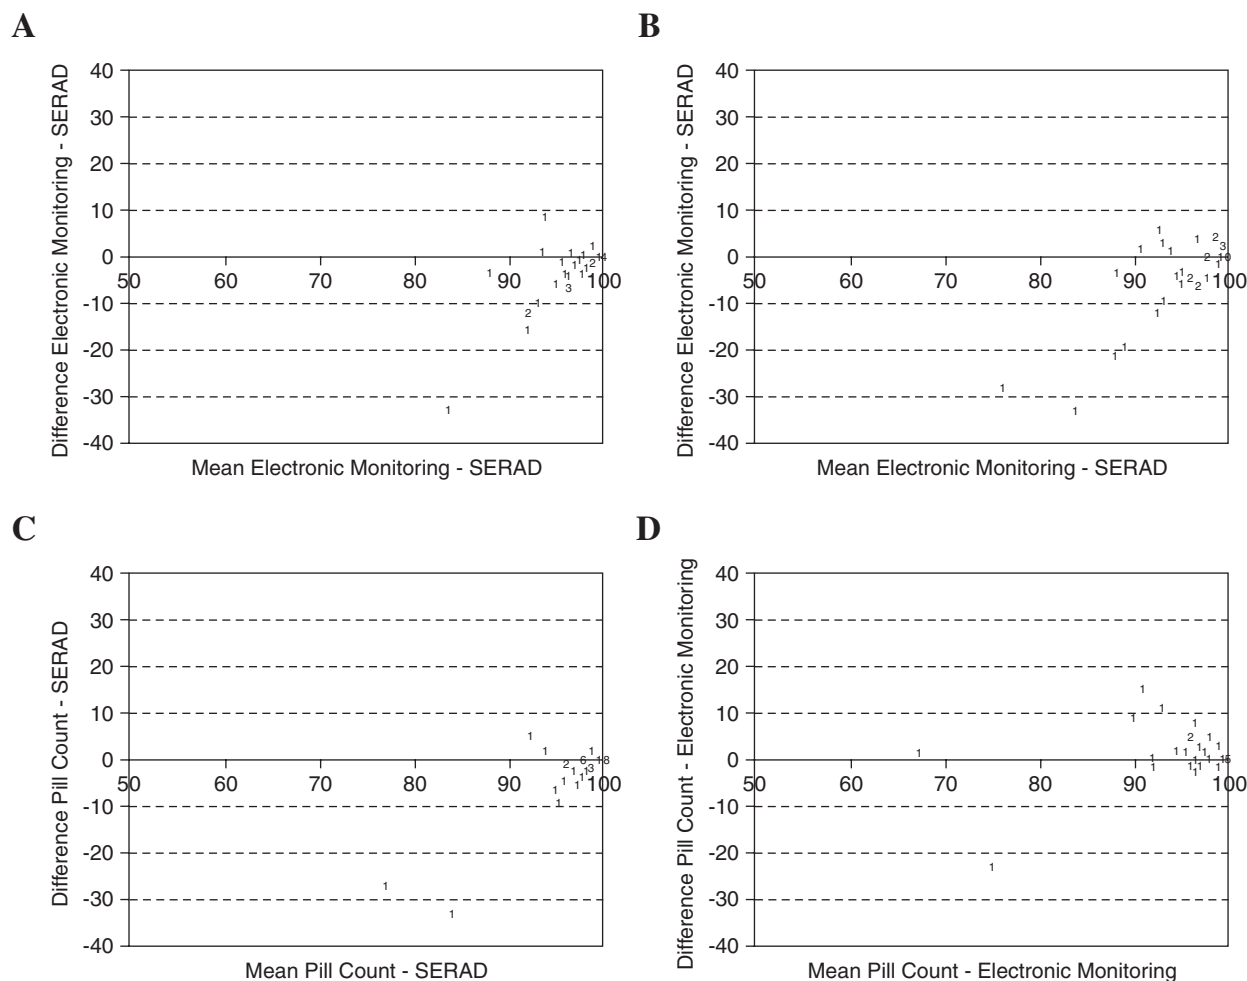 A
B
Difference Electronic Monitoring - SERAD
40
30
20
10
0
-10
-20
-30
-40
50 60 70 80 90 100
Mean Electronic Monitoring - SERAD
Difference Electronic Monitoring - SERAD
40
30
20
10
0
-10
-20
-30
-40
50 60 70 80 90 100
Mean Electronic Monitoring - SERAD
C
D
Difference Pill Count - SERAD
40
30
20
10
0
-10
-20
-30
-40
50 60 70 80 90 100
Mean Pill Count - SERAD
Difference Pill Count - Electronic Monitoring
40
30
20
10
0
-10
-20
-30
-40
50 60 70 80 90 100
Mean Pill Count - Electronic Monitoring